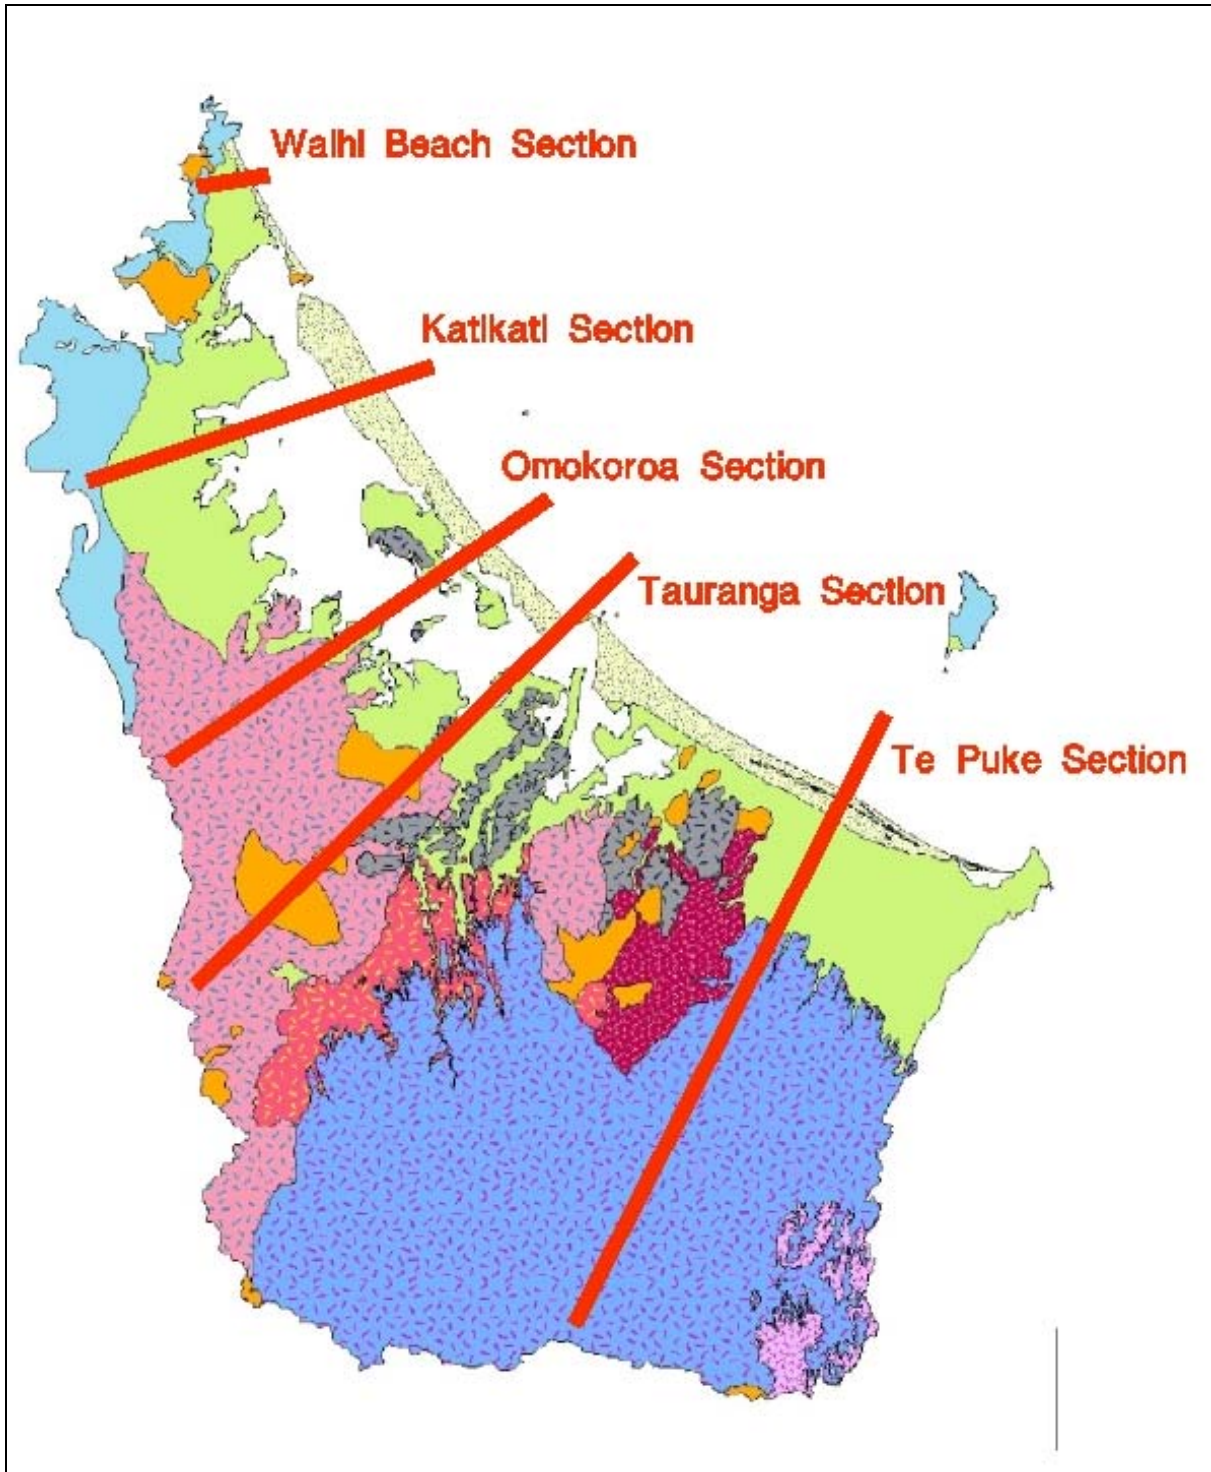 Waihi Beach Section
Katikati Section
Omokoroa Section
Tauranga Section
Te Puke Section